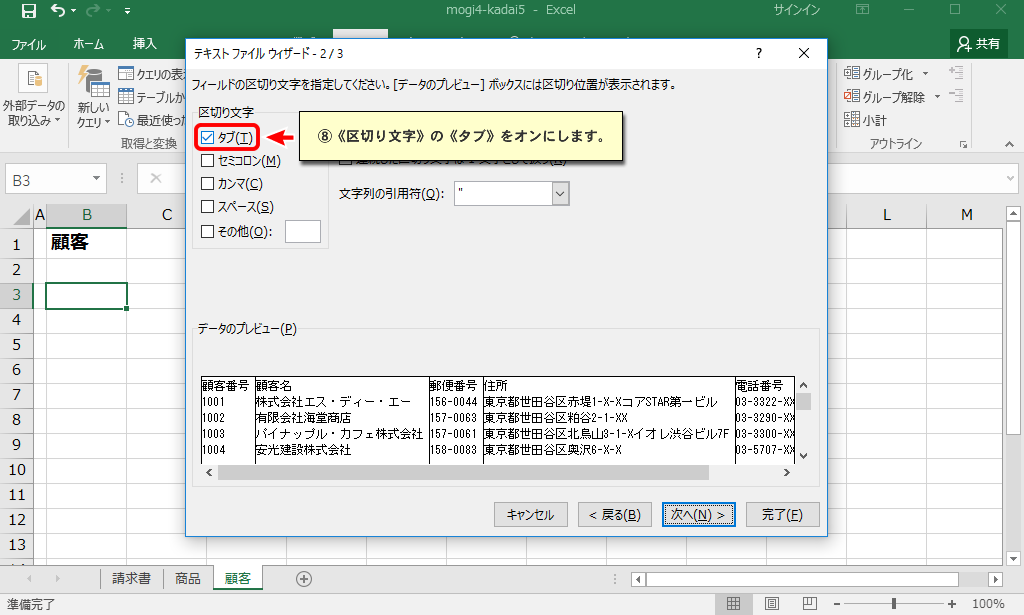 mogi4-kadai5 - Excel
サインイン
ファイル
ホーム
挿入
共有
外部データの
取り込み
新しい
クエリ
クエリの表
テーブルか
最近使っ
取得と変換
グループ化
グループ解除
小計
アウトライン
テキスト ファイル ウィザード - 2 / 3
?
フィールドの区切り文字を指定してください。[データのプレビュー] ボックスには区切り位置が表示されます。
区切り文字
タブ(T)
セミコロン(M)
カンマ(C)
スペース(S)
その他(O):
⑧《区切り文字》の《タブ》をオンにします。
文字列の引用符(Q):
"
データのプレビュー(P)
顧客番号 顧客名 郵便番号 住所 電話番号
1001 株式会社エス・ディー・エー 156-0044 東京都世田谷区赤堤1-X-XコアSTAR第一ビル 03-3322-XX
1002 有限会社海堂商店 157-0063 東京都世田谷区粕谷2-1-XX 03-3290-XX
1003 パイナップル・カフェ株式会社 157-0061 東京都世田谷区北烏山3-1-Xイオレ渋谷ビル7F 03-3300-XX
1004 安光建設株式会社 158-0083 東京都世田谷区奥沢6-X-X 03-5707-XX
キャンセル
< 戻る(B)
次へ(N) >
完了(F)
B3
A B C L M
1 顧客
2
3
4
5
6
7
8
9
10
11
12
13
請求書 商品 顧客
準備完了
100%